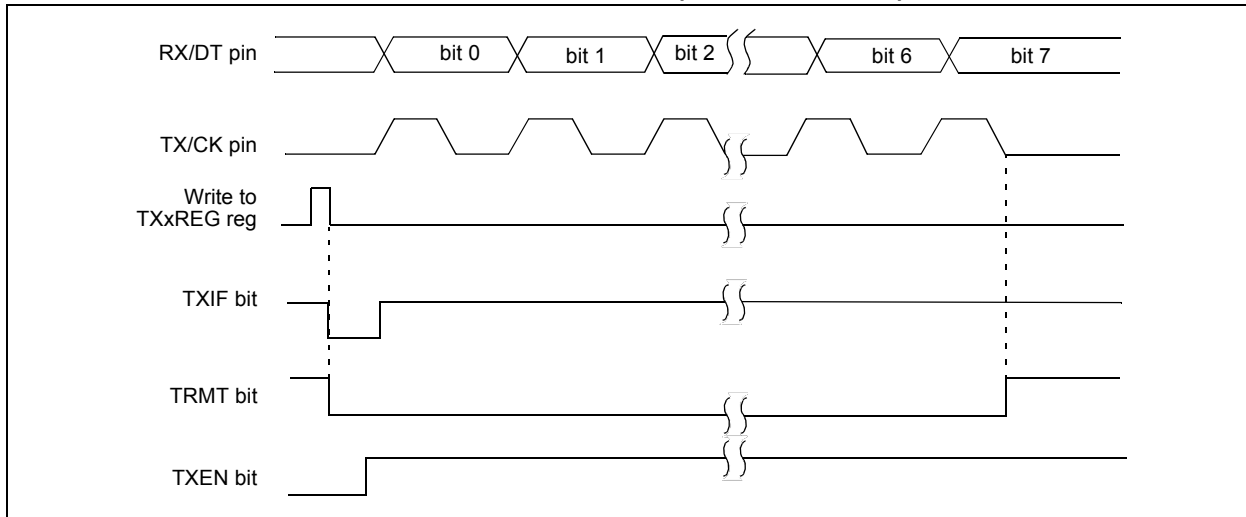 RX/DT pin
bit 0
bit 1
bit 2
bit 6
bit 7
TX/CK pin
Write to
TXxREG reg
TXIF bit
TRMT bit
TXEN bit